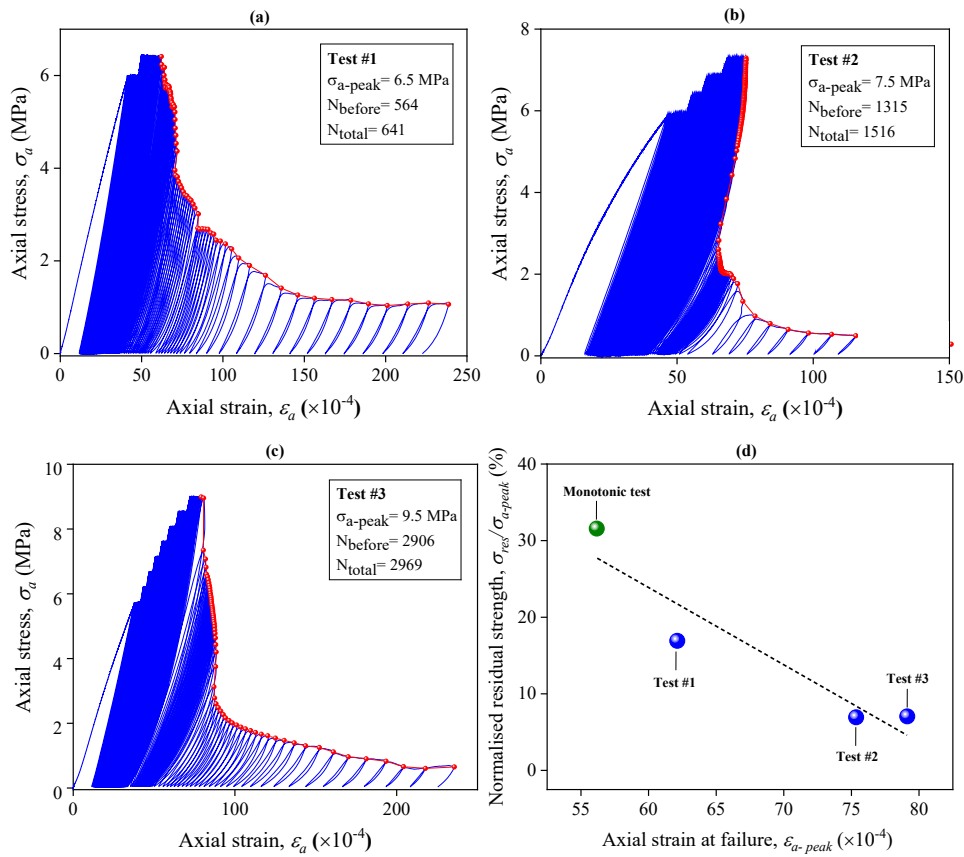 (a)
Test #1
σa-peak= 6.5 MPa
Nbefore= 564
Ntotal= 641
Axial stress, σa (MPa)
6
4
2
0
0 50 100 150 200 250
Axial strain, εa (×10-4)
(b)
Test #2
σa-peak= 7.5 MPa
Nbefore= 1315
Ntotal= 1516
Axial stress, σa (MPa)
8
6
4
2
0
0 50 100 150
Axial strain, εa (×10-4)
(c)
Test #3
σa-peak= 9.5 MPa
Nbefore= 2906
Ntotal= 2969
Axial stress, σa (MPa)
10
8
6
4
2
0
0 100 200
Axial strain, εa (×10-4)
(d)
Normalised residual strength, σres/σa-peak (%)
40
30
20
10
0
Monotonic test
Test #1
Test #3
Test #2
55 60 65 70 75 80
Axial strain at failure, εa- peak (×10-4)